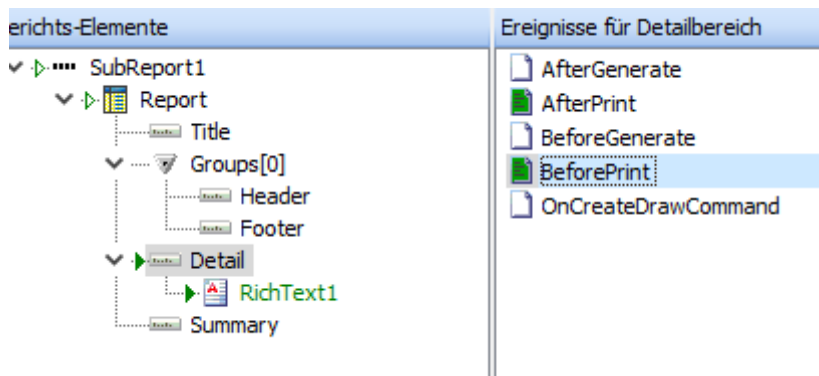 erichts-Elemente
SubReport1
Report
Title
Groups[0]
Header
Footer
Detail
RichText1
Summary
Ereignisse für Detailbereich
AfterGenerate
AfterPrint
BeforeGenerate
BeforePrint
OnCreateDrawCommand